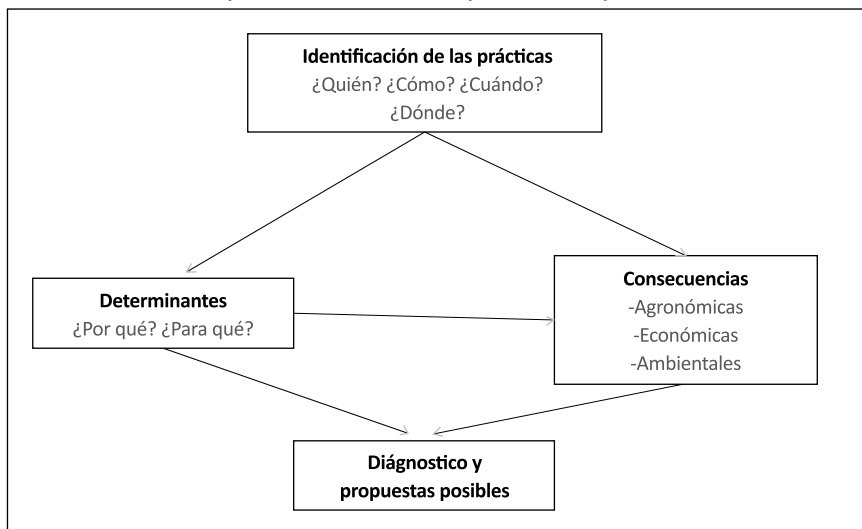 Identificación de las prácticas
¿Quién? ¿Cómo? ¿Cuándo?
¿Dónde?
Determinantes
¿Por qué? ¿Para qué?
Consecuencias
-Agronómicas
-Económicas
-Ambientales
Diágnostico y
propuestas posibles